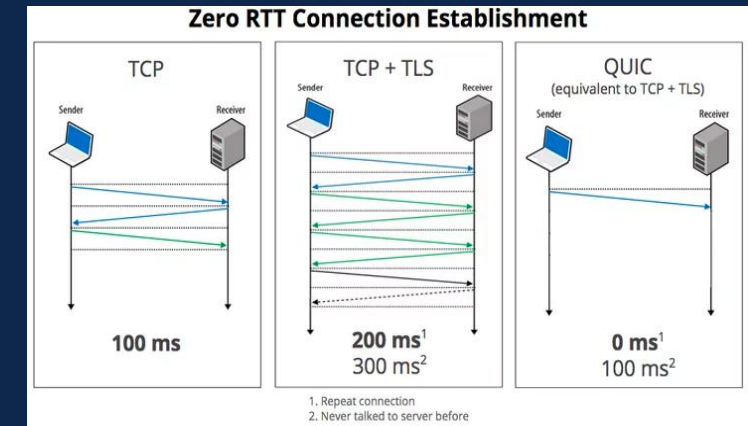 Zero RTT Connection Establishment
TCP
Sender
Receiver
100 ms
TCP + TLS
Sender
Receiver
200 ms¹
300 ms²
QUIC
(equivalent to TCP + TLS)
Sender
Receiver
0 ms¹
100 ms²
1. Repeat connection
2. Never talked to server before